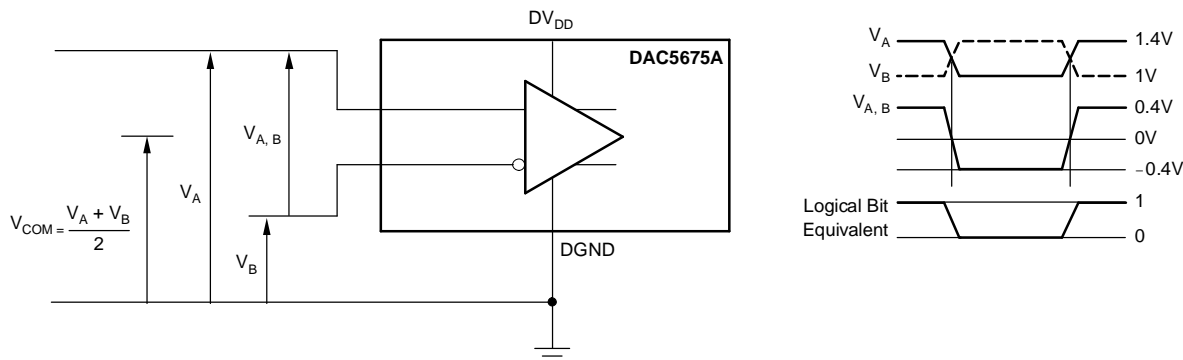 DV_DD
DAC5675A
V_A, B
V_A
V_COM = V_A + V_B
2
V_B
DGND
V_A
1.4V
V_B
1V
V_A, B
0.4V
0V
−0.4V
Logical Bit
Equivalent
1
0